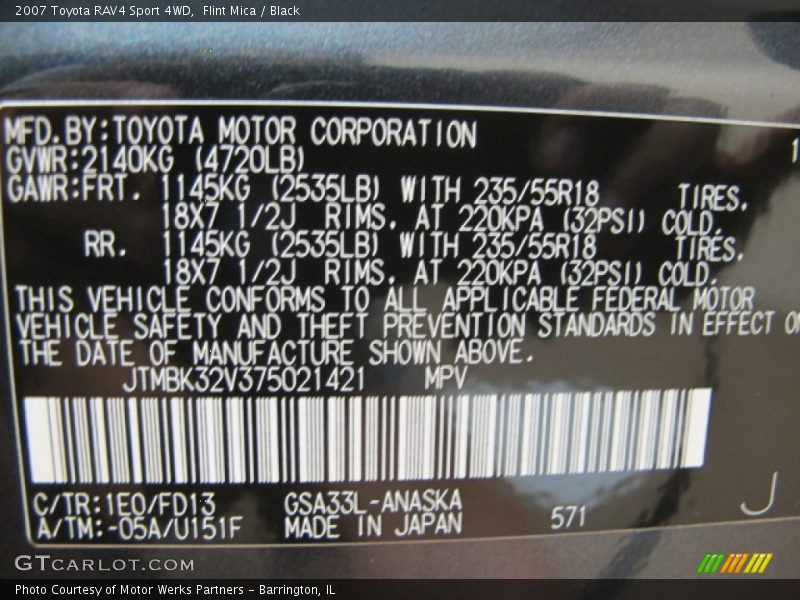 2007 Toyota RAV4 Sport 4WD,  Flint Mica / Black
MFD.BY:TOYOTA MOTOR CORPORATION
1
GVWR:2140KG (4720LB)
GAWR:FRT. 1145KG (2535LB) WITH 235/55R18 TIRES.
18X7 1/2J RIMS. AT 220KPA (32PSI) COLD.
RR. 1145KG (2535LB) WITH 235/55R18 TIRES.
18X7 1/2J RIMS. AT 220KPA (32PSI) COLD.
THIS VEHICLE CONFORMS TO ALL APPLICABLE FEDERAL MOTOR
VEHICLE SAFETY AND THEFT PREVENTION STANDARDS IN EFFECT ON
THE DATE OF MANUFACTURE SHOWN ABOVE.
JTMBK32V375021421 MPV
C/TR:1E0/FD13 GSA33L-ANASKA
A/TM:-05A/U151F MADE IN JAPAN 571 J
GTCARLOT.COM
Photo Courtesy of Motor Werks Partners - Barrington, IL